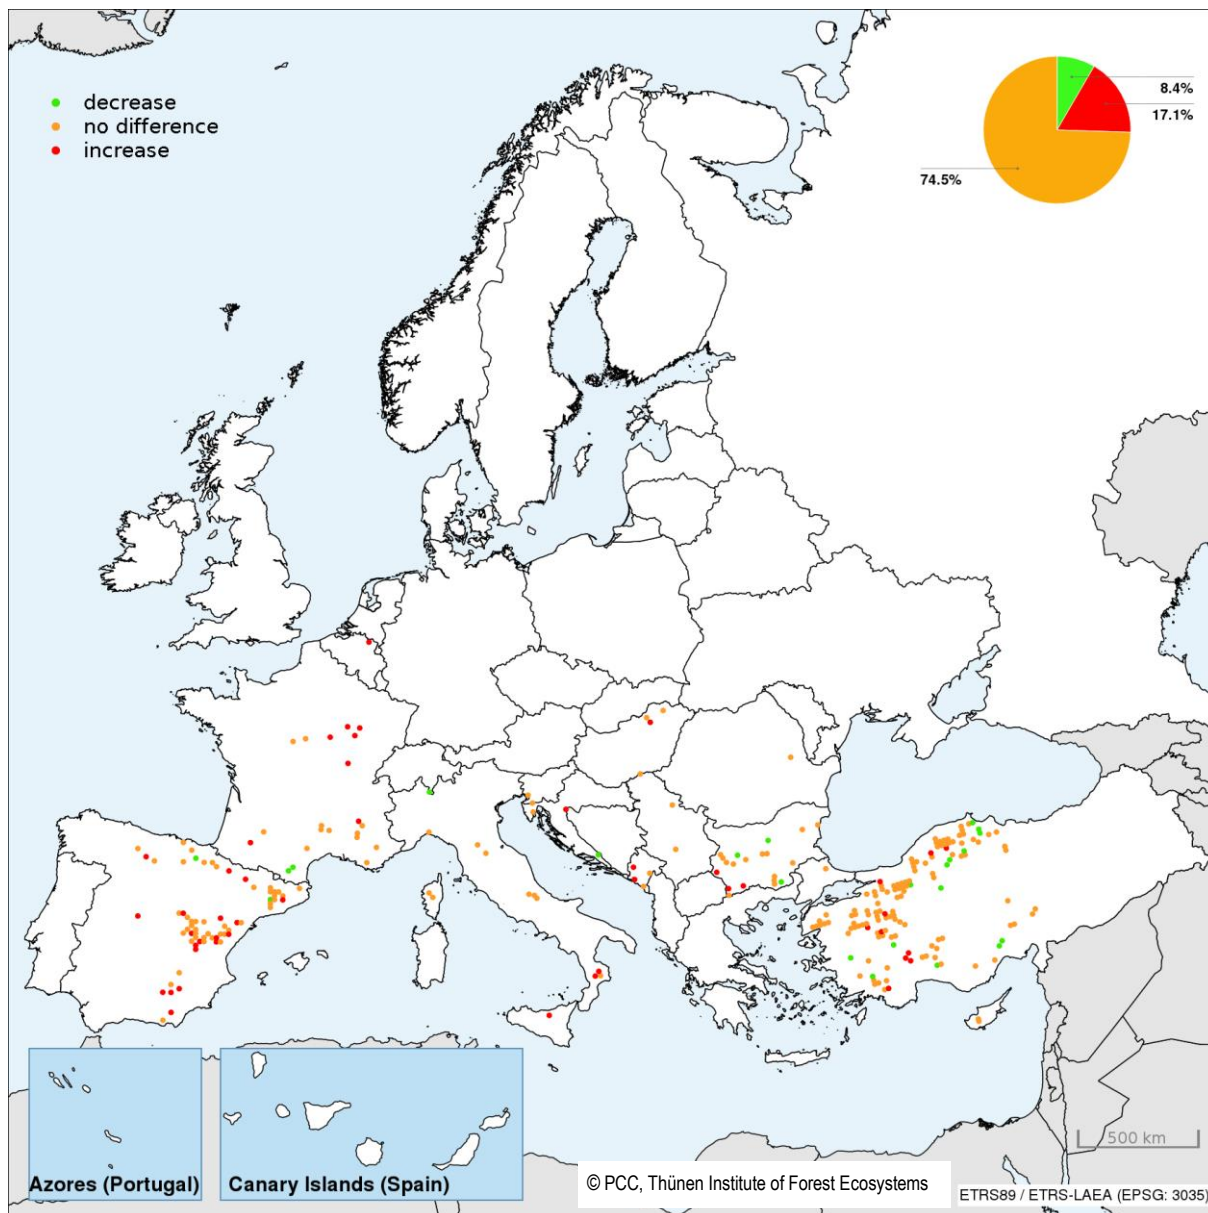 decrease
no difference
increase
8.4%
17.1%
74.5%
500 km
Azores (Portugal)
Canary Islands (Spain)
© PCC, Thünen Institute of Forest Ecosystems
ETRS89 / ETRS-LAEA (EPSG: 3035)